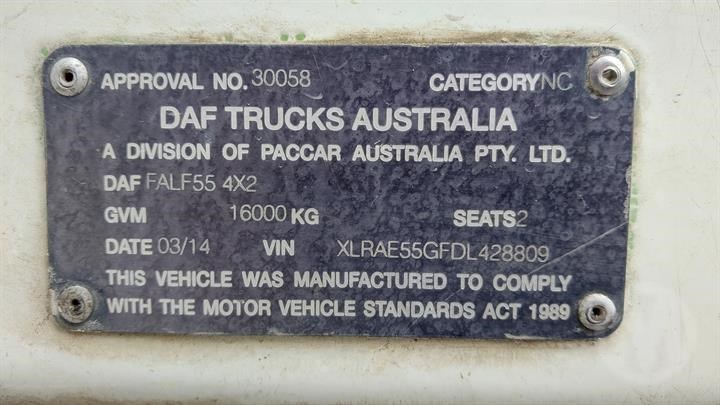 APPROVAL NO. 30058 CATEGORY NC
DAF TRUCKS AUSTRALIA
A DIVISION OF PACCAR AUSTRALIA PTY. LTD.
DAF FALF55 4X2
GVM 16000 KG SEATS 2
DATE 03/14 VIN XLRAE55GFDL428809
THIS VEHICLE WAS MANUFACTURED TO COMPLY
WITH THE MOTOR VEHICLE STANDARDS ACT 1989